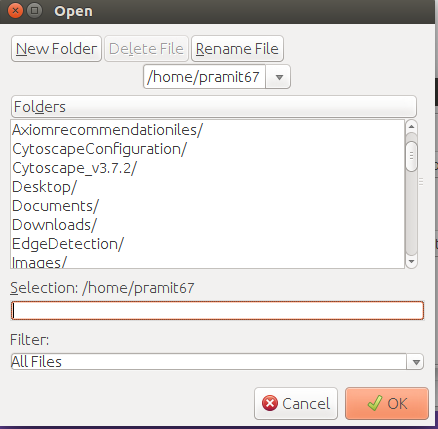 Open
New Folder Delete File Rename File
/home/pramit67
Folders
Axiomrecommendationiles/
CytoscapeConfiguration/
Cytoscape_v3.7.2/
Desktop/
Documents/
Downloads/
EdgeDetection/
Images/
Selection: /home/pramit67
Filter:
All Files
Cancel OK